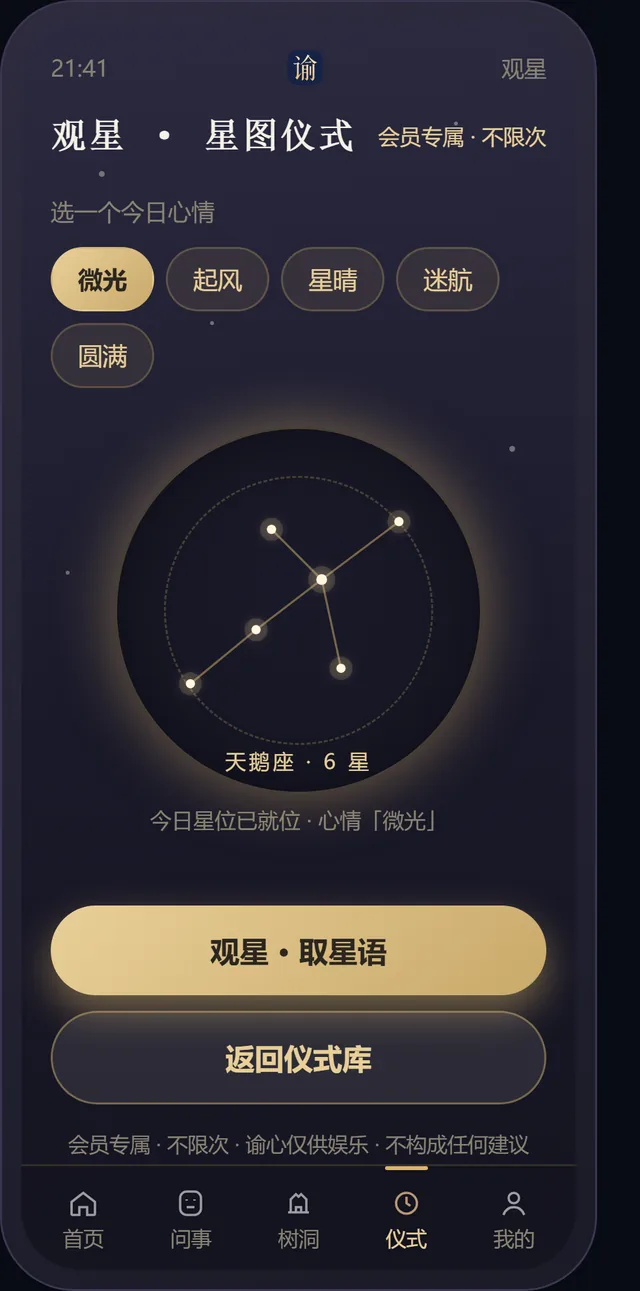 21:41 谕 观星
观星 • 星图仪式 会员专属 · 不限次
选一个今日心情
微光 起风 星晴 迷航
圆满
天鹅座 · 6 星
今日星位已就位 · 心情「微光」
观星 • 取星语
返回仪式库
会员专属 · 不限次 · 谕心仅供娱乐 · 不构成任何建议
首页 问事 树洞 仪式 我的